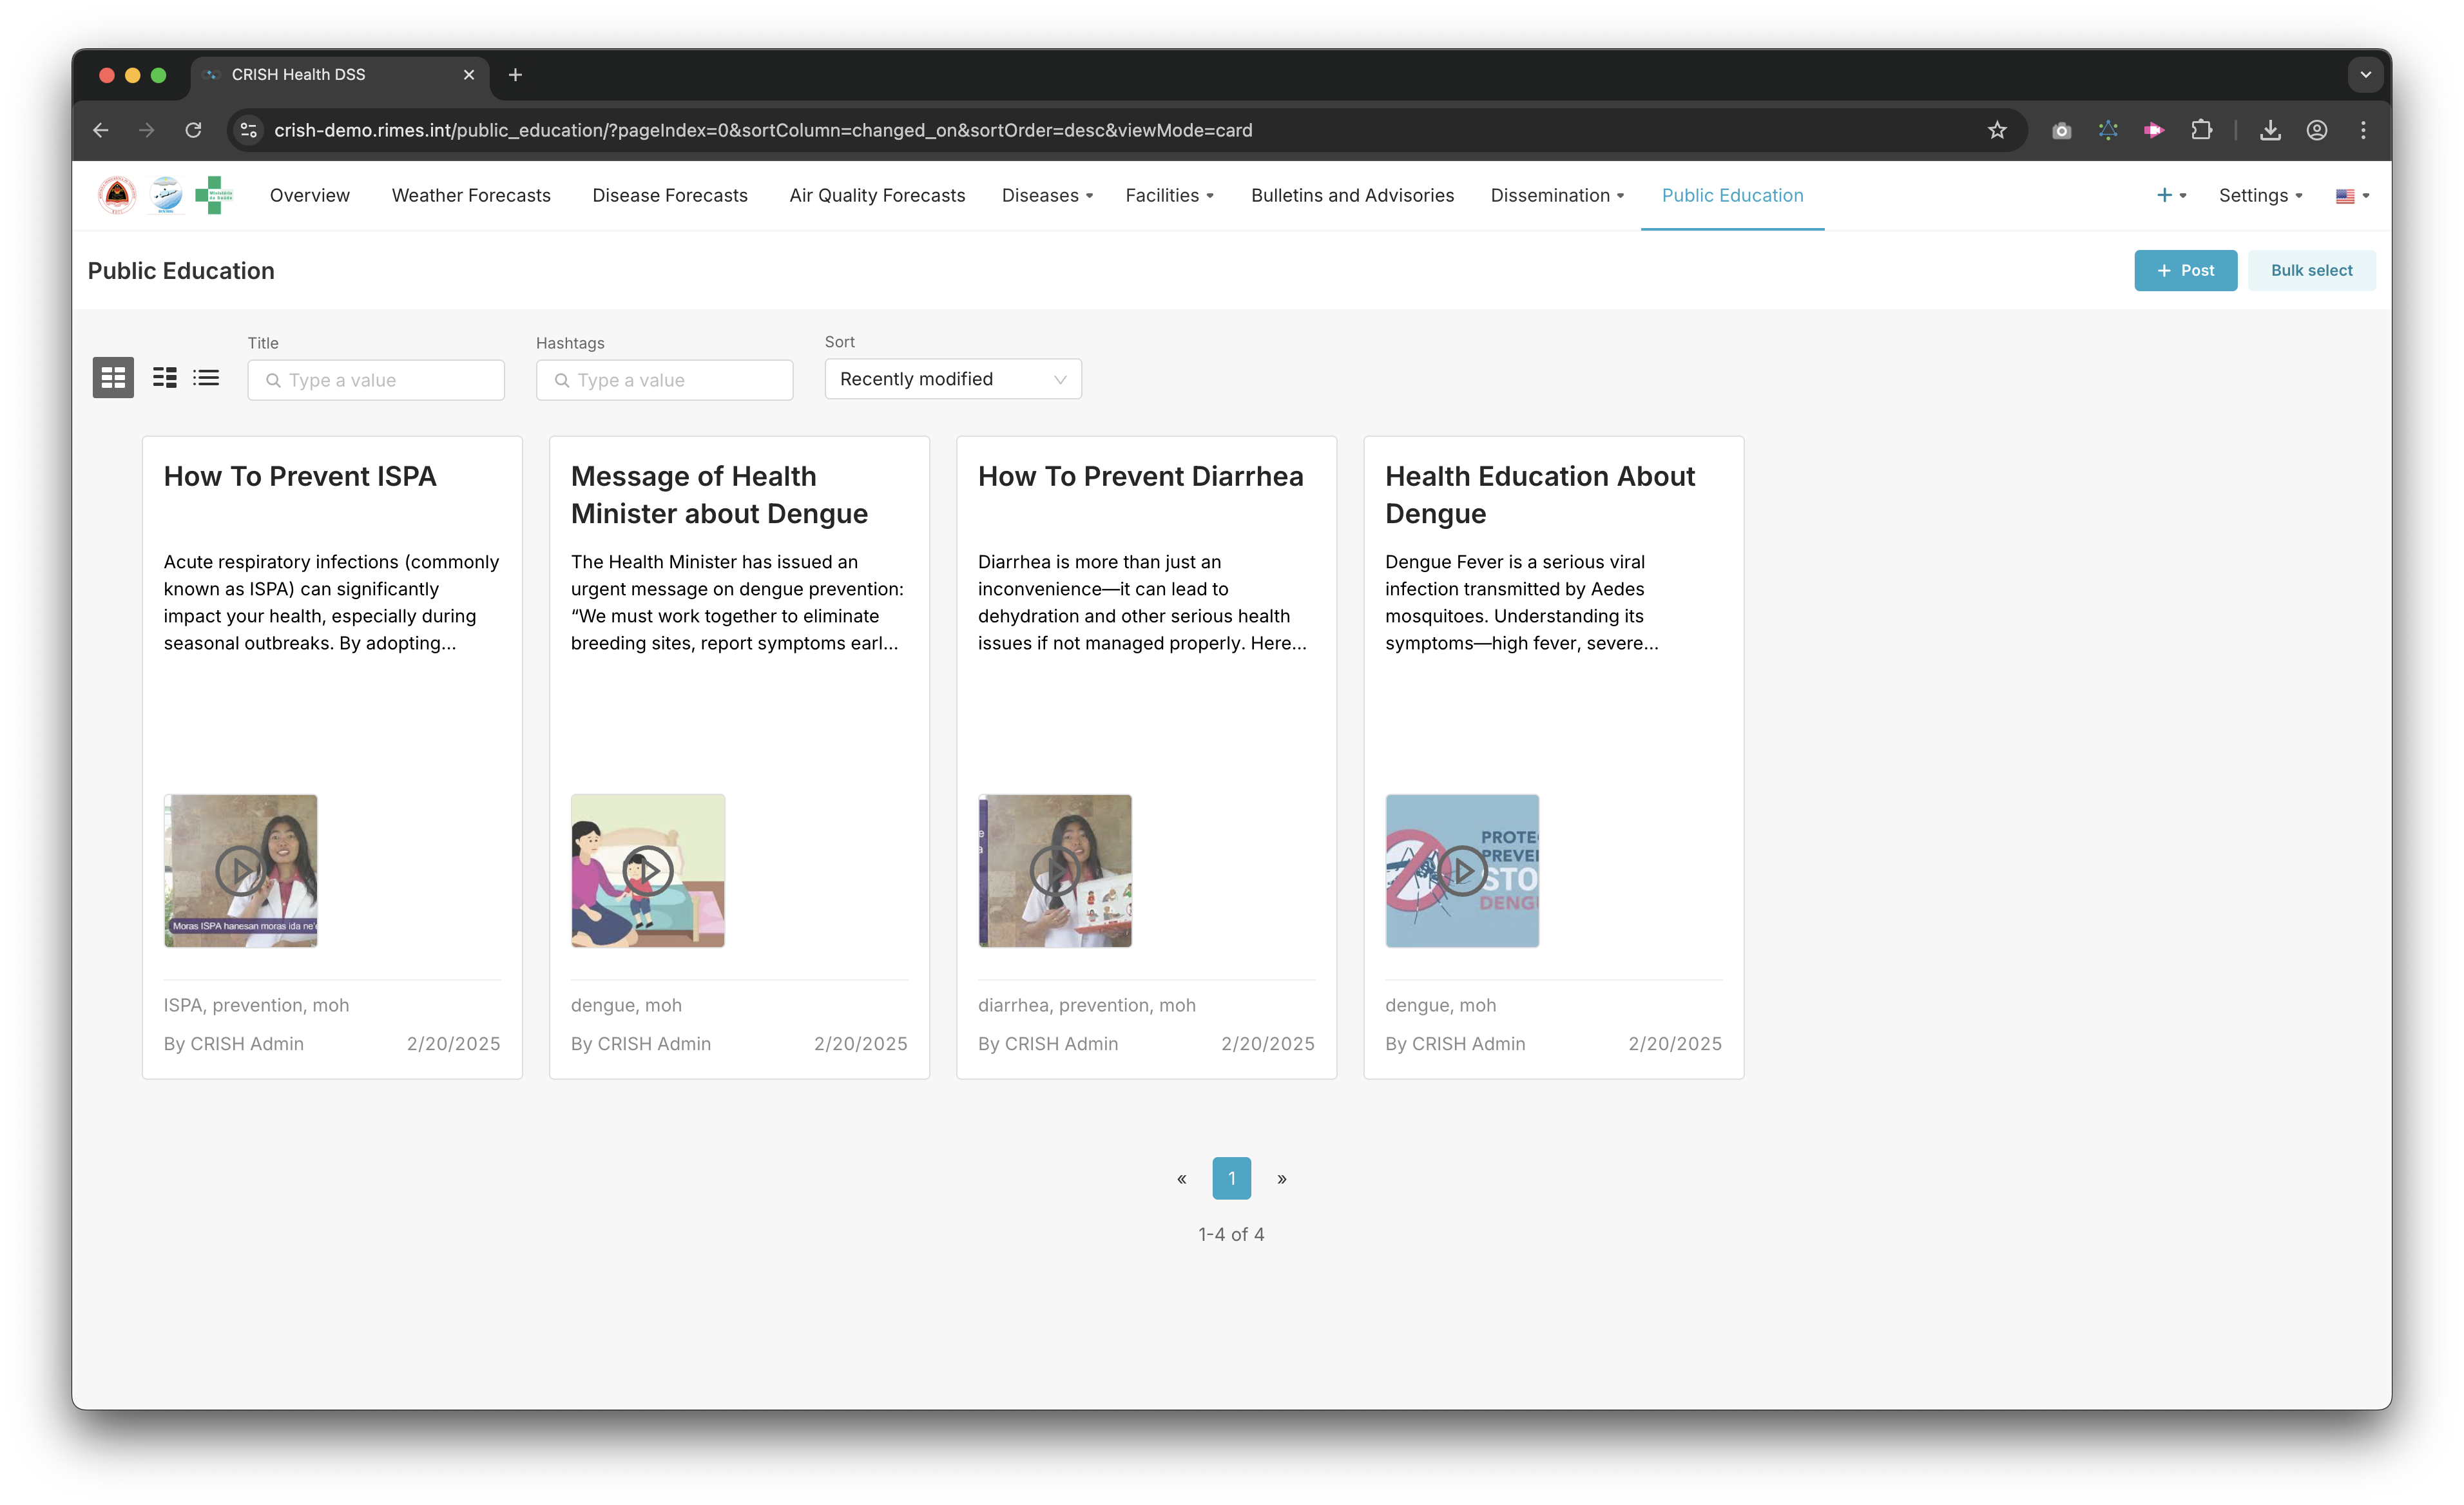 CRISH Health DSS
crish-demo.rimes.int/public_education/?pageIndex=0&sortColumn=changed_on&sortOrder=desc&viewMode=card
Overview
Weather Forecasts
Disease Forecasts
Air Quality Forecasts
Diseases
Facilities
Bulletins and Advisories
Dissemination
Public Education
Settings
Public Education
+ Post
Bulk select
Title
Type a value
Hashtags
Type a value
Sort
Recently modified
How To Prevent ISPA
Acute respiratory infections (commonly
known as ISPA) can significantly
impact your health, especially during
seasonal outbreaks. By adopting...
Moras ISPA hanesan moras ida ne'
ISPA, prevention, moh
By CRISH Admin
2/20/2025
Message of Health
Minister about Dengue
The Health Minister has issued an
urgent message on dengue prevention:
“We must work together to eliminate
breeding sites, report symptoms earl...
dengue, moh
By CRISH Admin
2/20/2025
How To Prevent Diarrhea
Diarrhea is more than just an
inconvenience—it can lead to
dehydration and other serious health
issues if not managed properly. Here...
diarrhea, prevention, moh
By CRISH Admin
2/20/2025
Health Education About
Dengue
Dengue Fever is a serious viral
infection transmitted by Aedes
mosquitoes. Understanding its
symptoms—high fever, severe...
PROTE
PREVE
STO
DENG
dengue, moh
By CRISH Admin
2/20/2025
« 1 »
1-4 of 4